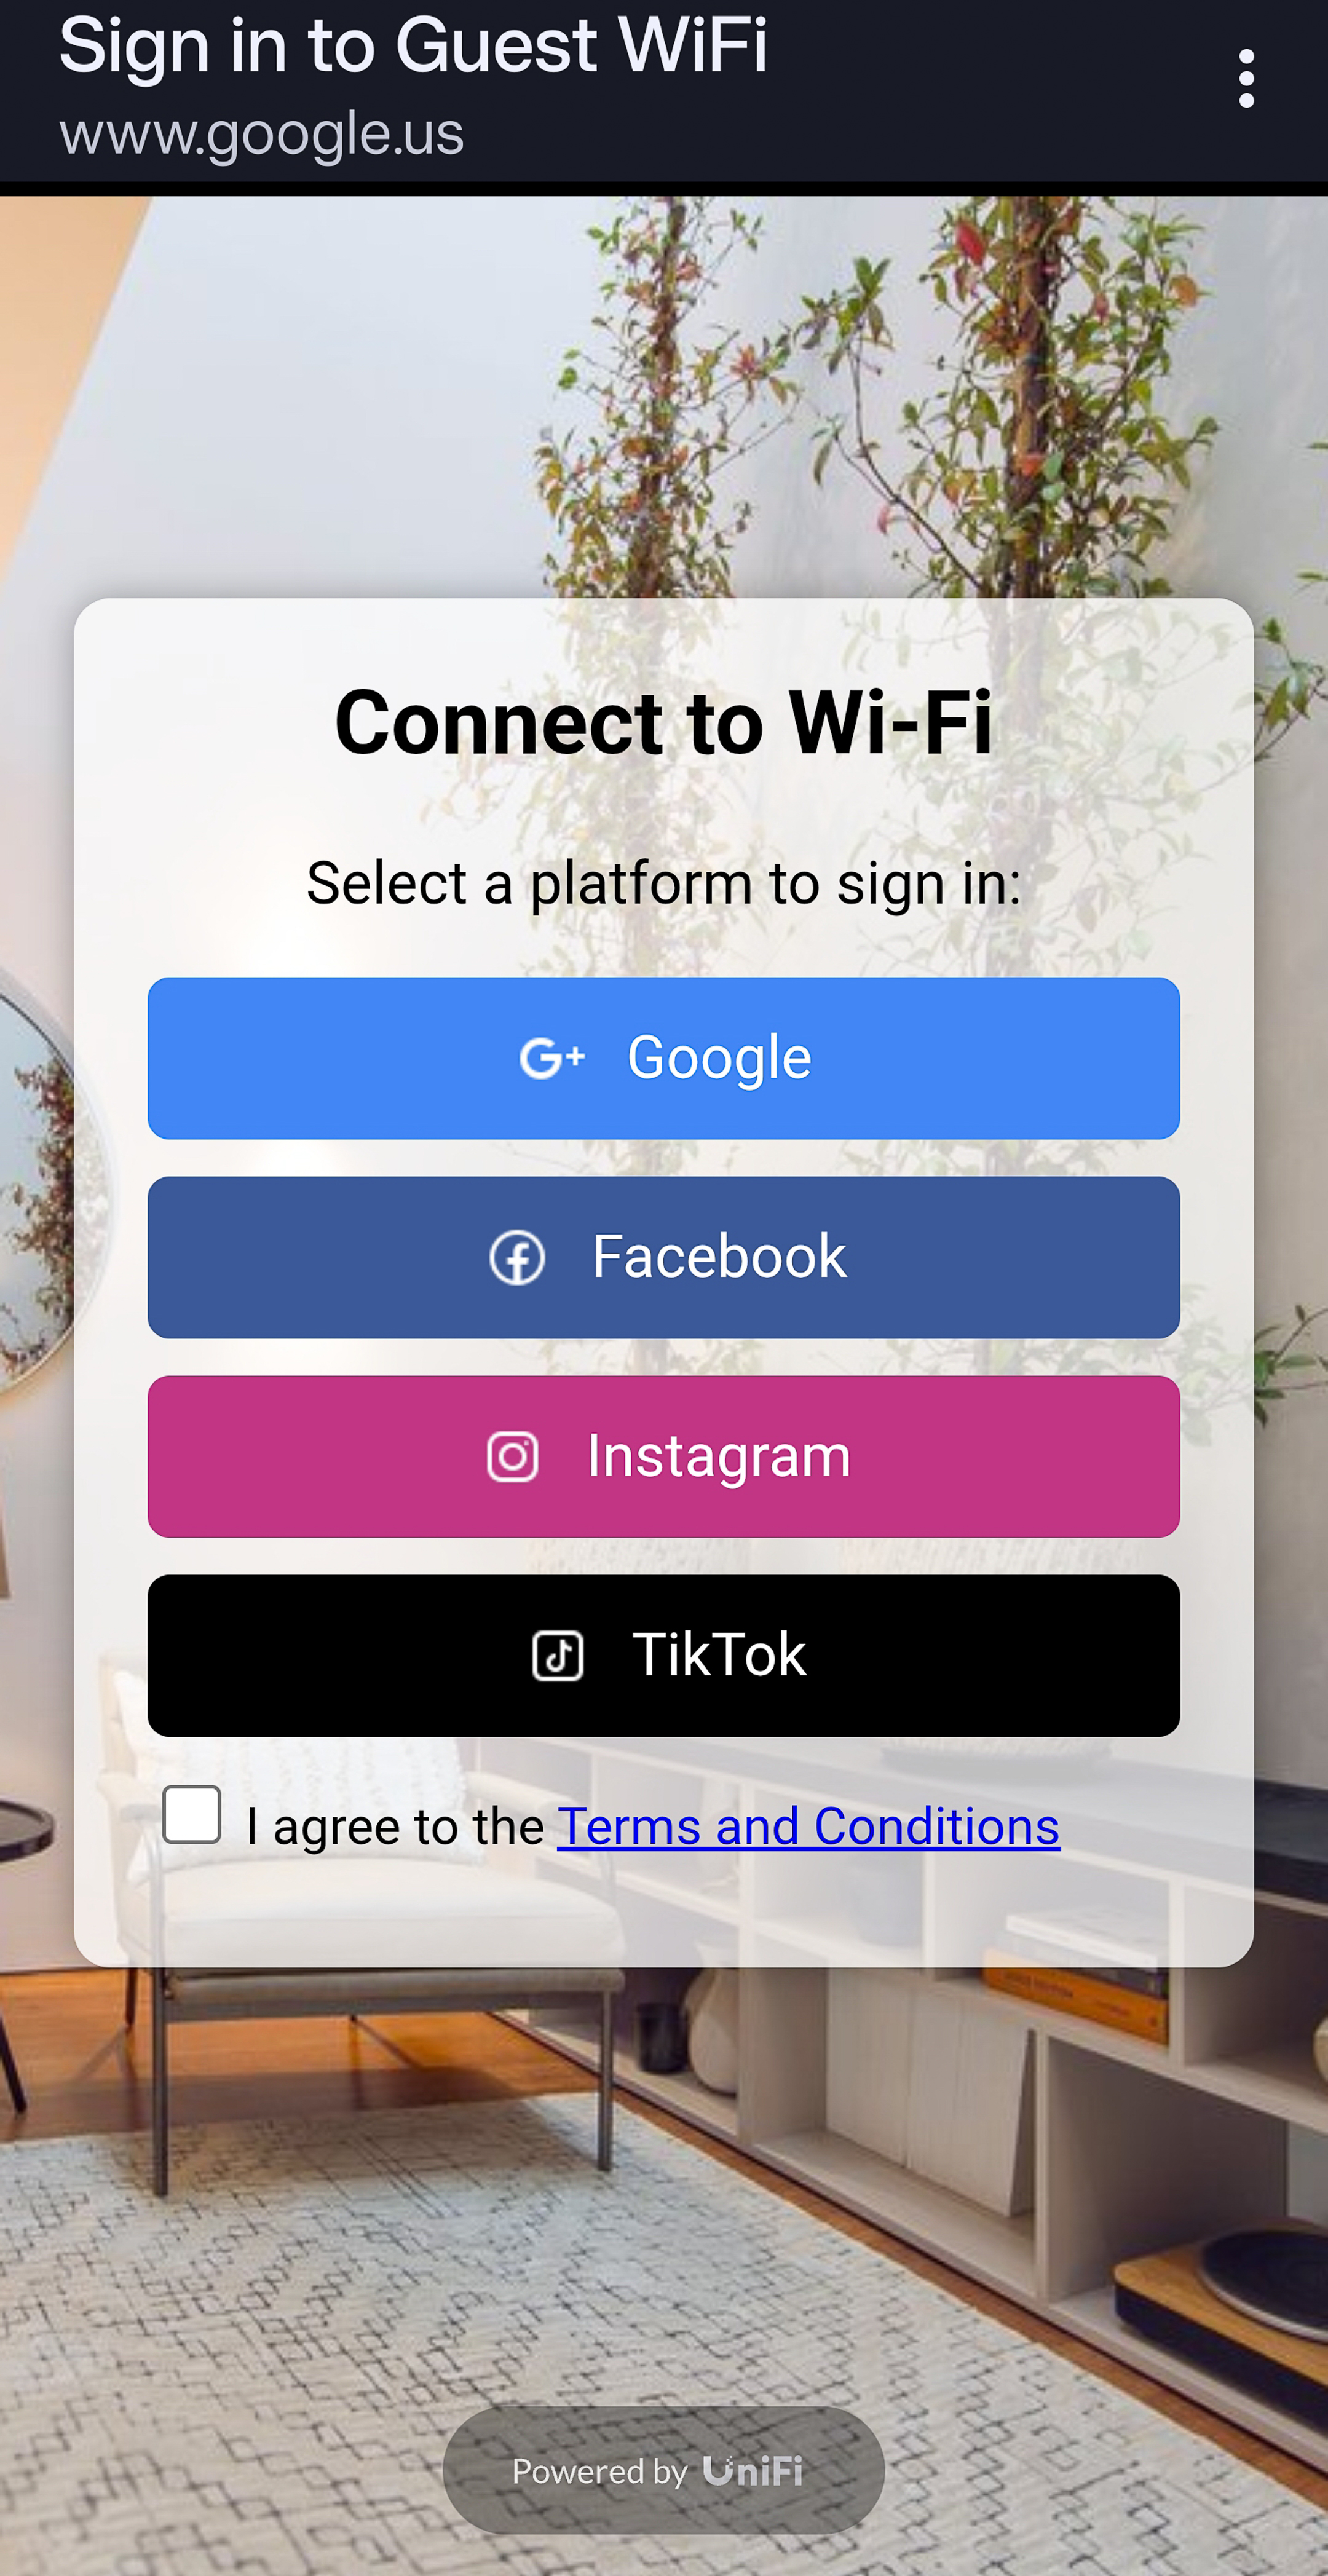 Sign in to Guest WiFi
www.google.us
Connect to Wi-Fi
Select a platform to sign in:
G+ Google
Facebook
Instagram
TikTok
I agree to the Terms and Conditions
Powered by UniFi